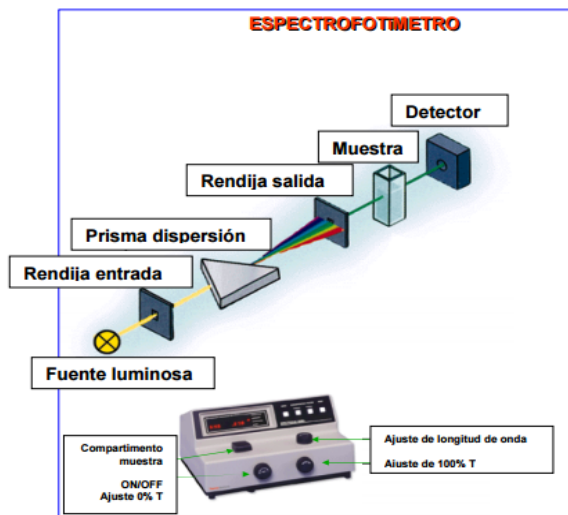 ESPECTROFOTíMETRO
Detector
Muestra
Rendija salida
Prisma dispersión
Rendija entrada
Fuente luminosa
Compartimento
muestra
ON/OFF
Ajuste 0% T
Ajuste de longitud de onda
Aiuste de 100% T